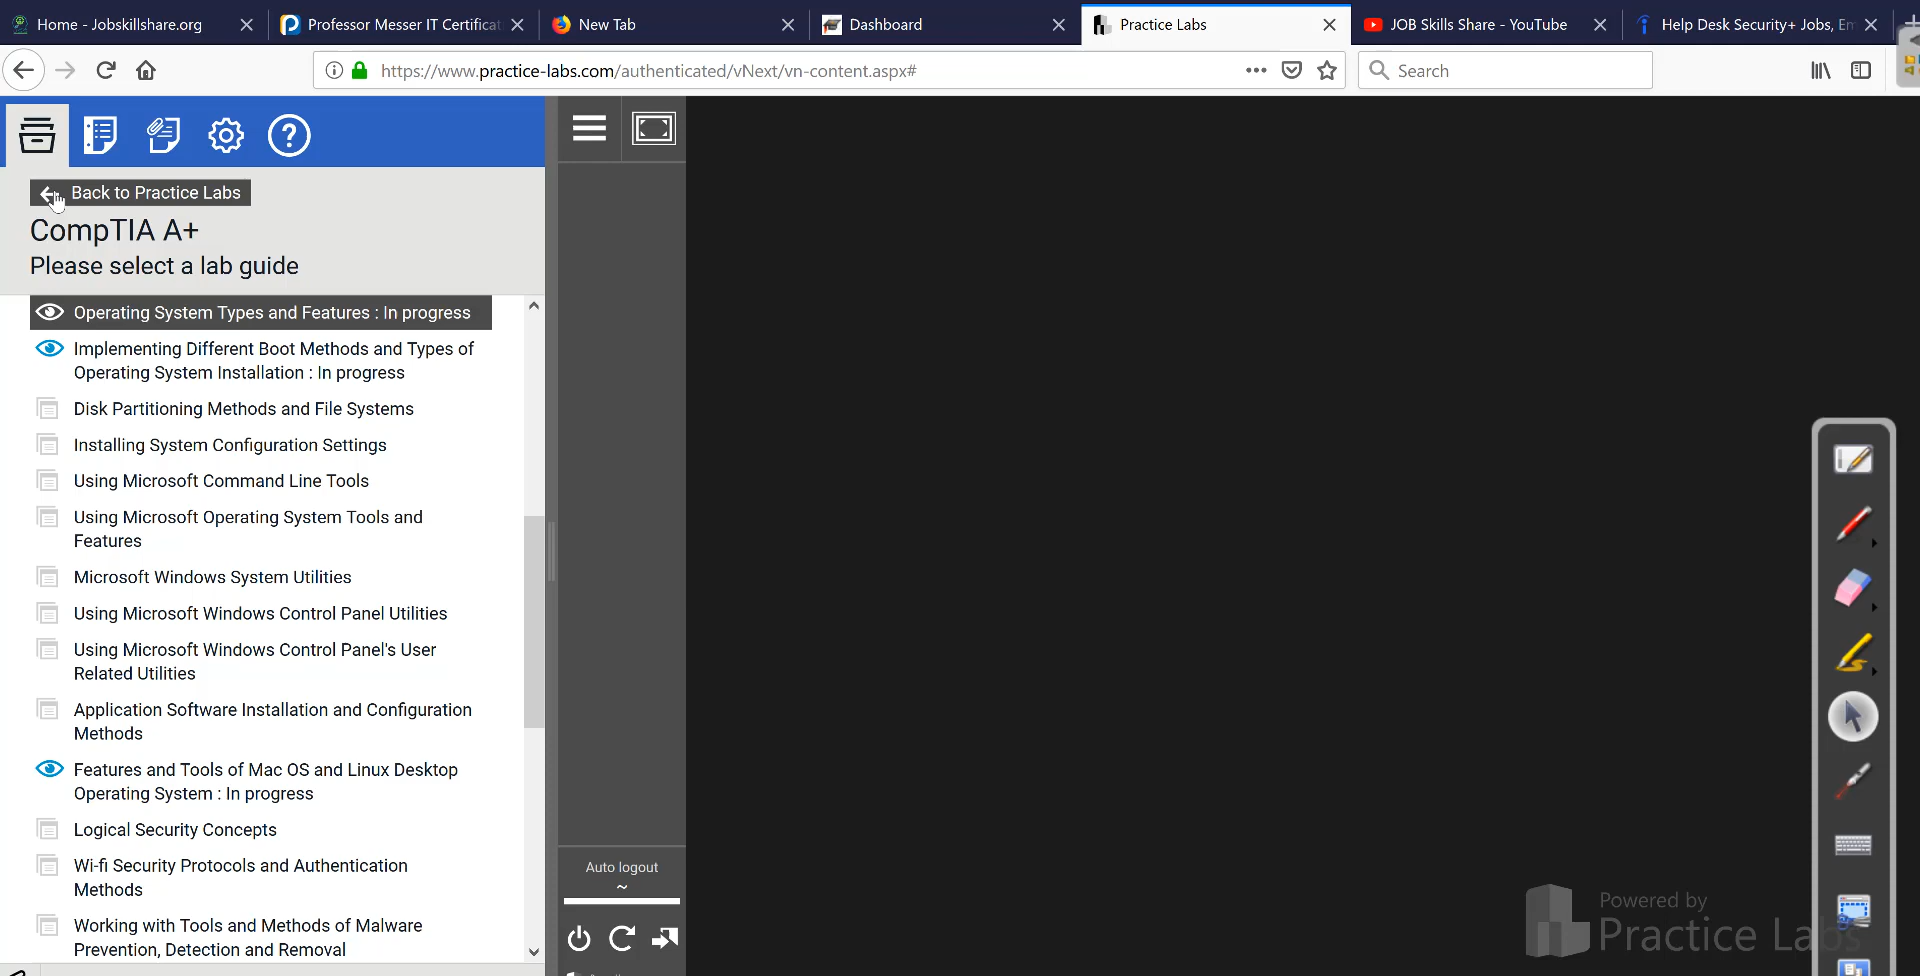 Home - Jobskillshare.org
Professor Messer IT Certificat
New Tab
Dashboard
Practice Labs
JOB Skills Share - YouTube
Help Desk Security+ Jobs, Em
https://www.practice-labs.com/authenticated/vNext/vn-content.aspx#
Search
Back to Practice Labs
CompTIA A+
Please select a lab guide
Operating System Types and Features : In progress
Implementing Different Boot Methods and Types of
Operating System Installation : In progress
Disk Partitioning Methods and File Systems
Installing System Configuration Settings
Using Microsoft Command Line Tools
Using Microsoft Operating System Tools and
Features
Microsoft Windows System Utilities
Using Microsoft Windows Control Panel Utilities
Using Microsoft Windows Control Panel's User
Related Utilities
Application Software Installation and Configuration
Methods
Features and Tools of Mac OS and Linux Desktop
Operating System : In progress
Logical Security Concepts
Wi-fi Security Protocols and Authentication
Methods
Working with Tools and Methods of Malware
Prevention, Detection and Removal
Auto logout
~
Powered by
Practice Labs